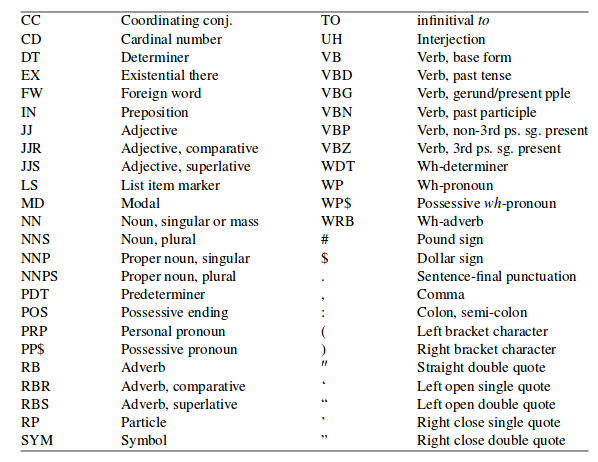 CC Coordinating conj. TO infinitival to
CD Cardinal number UH Interjection
DT Determiner VB Verb, base form
EX Existential there VBD Verb, past tense
FW Foreign word VBG Verb, gerund/present pple
IN Preposition VBN Verb, past participle
JJ Adjective VBP Verb, non-3rd ps. sg. present
JJR Adjective, comparative VBZ Verb, 3rd ps. sg. present
JJS Adjective, superlative WDT Wh-determiner
LS List item marker WP Wh-pronoun
MD Modal WP$ Possessive wh-pronoun
NN Noun, singular or mass WRB Wh-adverb
NNS Noun, plural # Pound sign
NNP Proper noun, singular $ Dollar sign
NNPS Proper noun, plural . Sentence-final punctuation
PDT Predeterminer , Comma
POS Possessive ending : Colon, semi-colon
PRP Personal pronoun ( Left bracket character
PP$ Possessive pronoun ) Right bracket character
RB Adverb " Straight double quote
RBR Adverb, comparative ‘ Left open single quote
RBS Adverb, superlative “ Left open double quote
RP Particle ’ Right close single quote
SYM Symbol ” Right close double quote